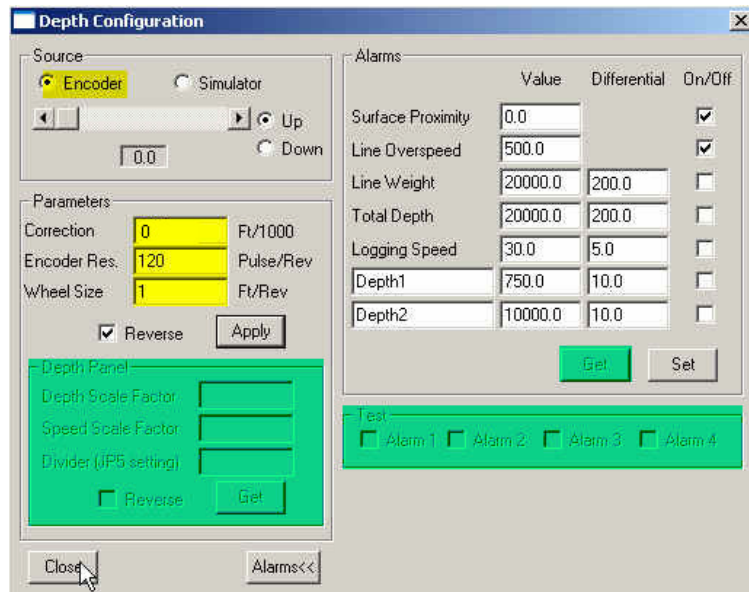 Depth Configuration
Source
Encoder
Simulator
Up
Down
0.0
Parameters
Correction 0 Ft/1000
Encoder Res. 120 Pulse/Rev
Wheel Size 1 Ft/Rev
Reverse Apply
Depth Panel
Depth Scale Factor
Speed Scale Factor
Divider (JP5 setting)
Reverse Get
Close Alarms<<
Alarms
Value Differential On/Off
Surface Proximity 0.0
Line Overspeed 500.0
Line Weight 20000.0 200.0
Total Depth 20000.0 200.0
Logging Speed 30.0 5.0
Depth1 750.0 10.0
Depth2 10000.0 10.0
Get Set
Test
Alarm 1 Alarm 2 Alarm 3 Alarm 4